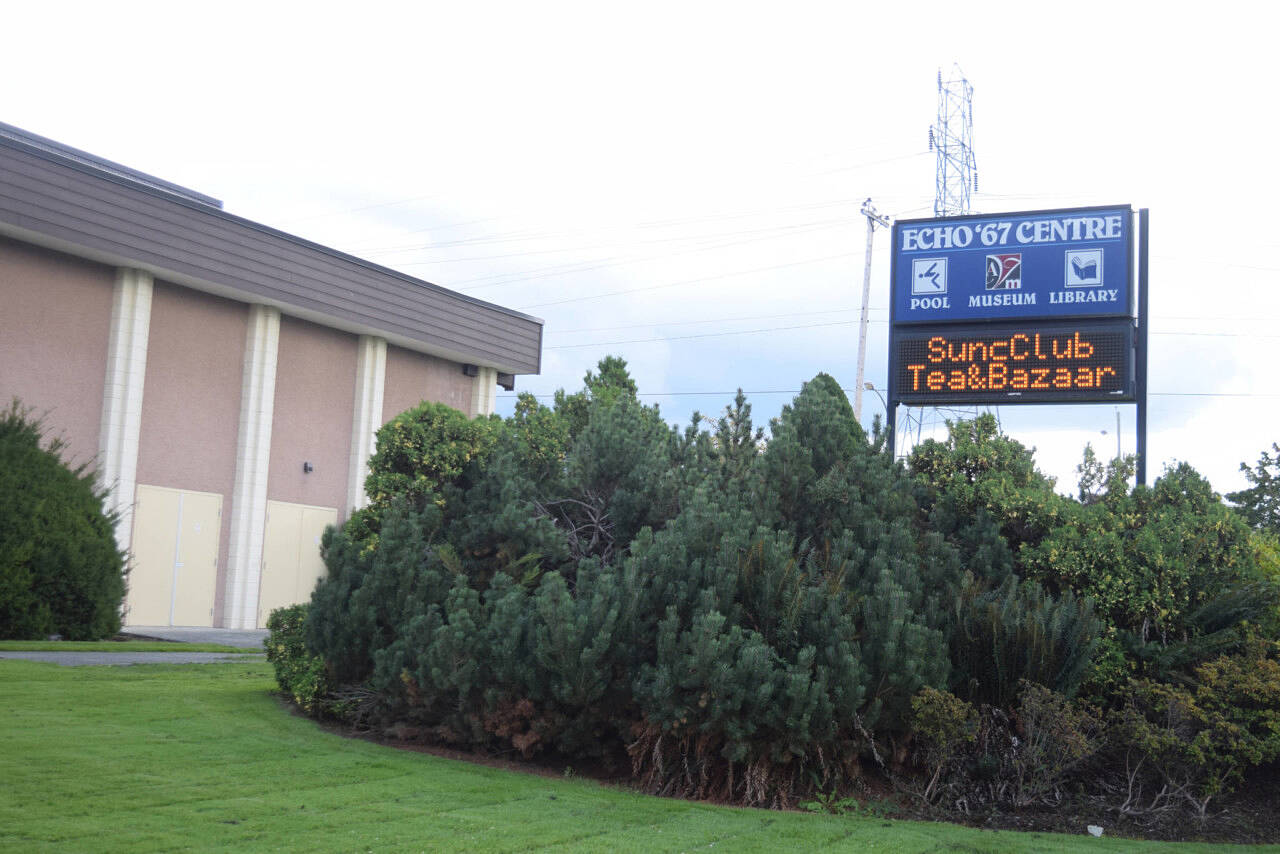 ECHO '67 CENTRE
POOL MUSEUM LIBRARY
SuncClub
Tea&Bazaar